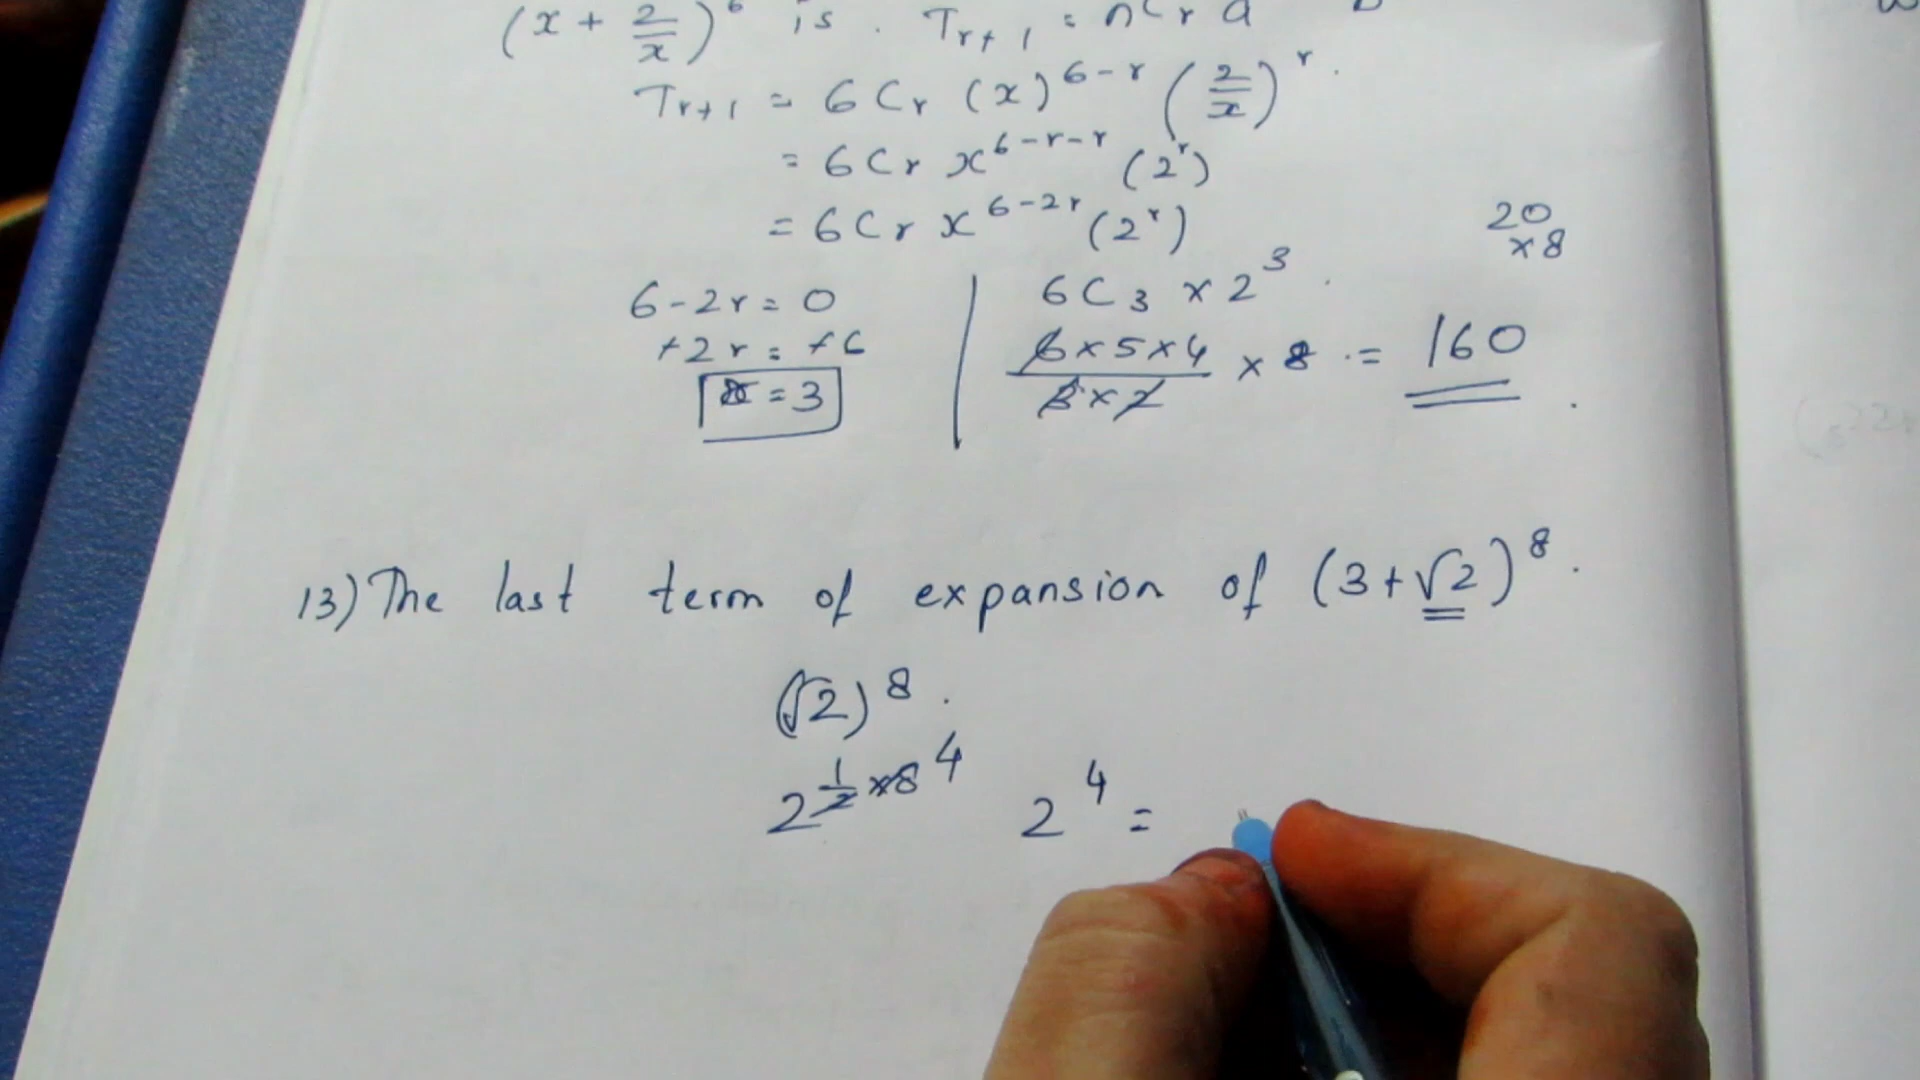 (x + 2/x)^6 is. T_{r+1} = nCr a
T_{r+1} = 6Cr (x)^{6-r} (2/x)^r.
= 6Cr x^{6-r-r} (2^r)
= 6Cr x^{6-2r} (2^r)
20
×8
6-2r = 0
+2r = +6
= 3
6C3 × 2^3.
6×5×4/3×2 × 8 = 160
13) The last term of expansion of (3+√2)^8.
(√2)^8.
2^{1/2 ×8} 4 2^4 =